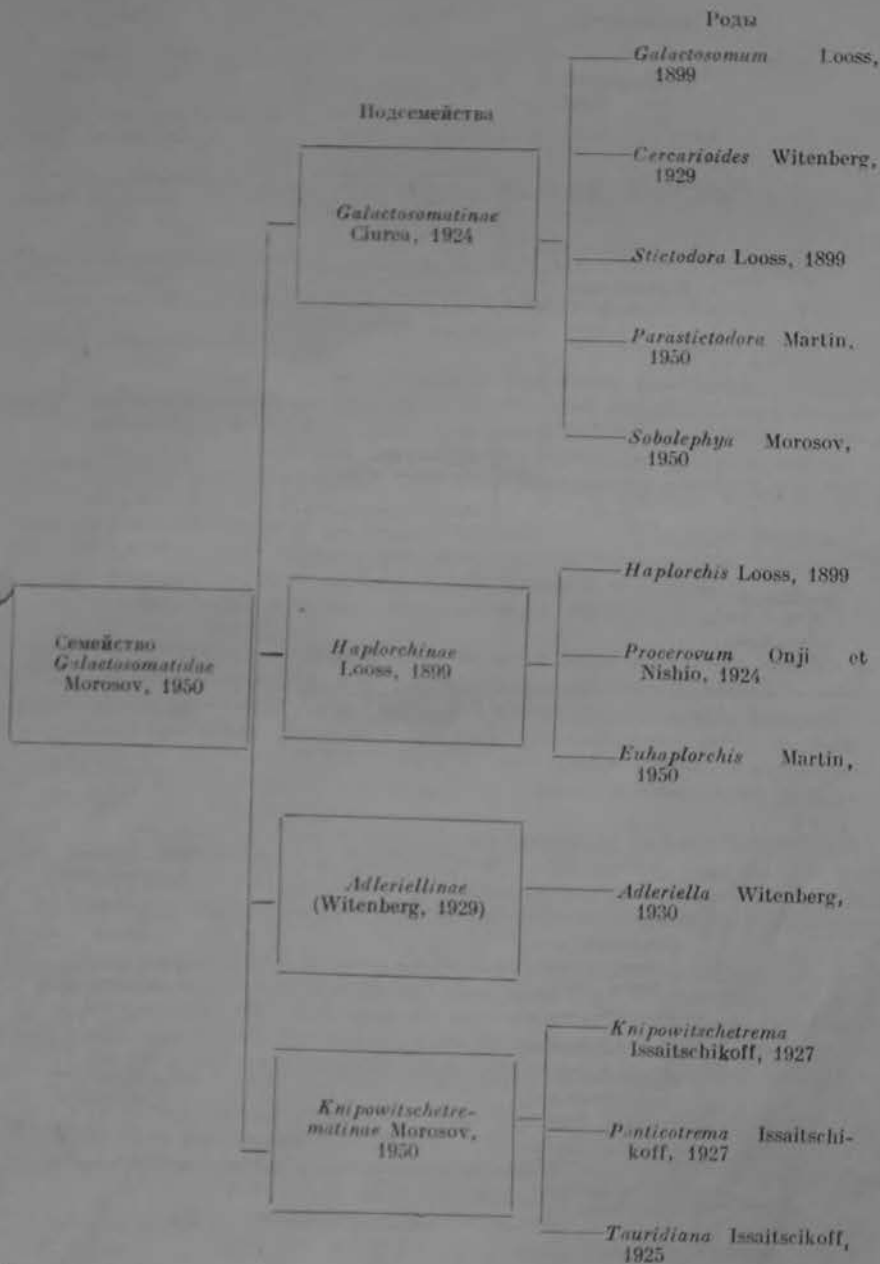 Роды
Galactosomum Looss,
1899
Подсемейства
Cercarioides Witenberg,
1929
Galactosomatinae
Ciurea, 1924
Stictodora Looss, 1899
Parastictodora Martin,
1950
Sobolephya Morosov,
1950
Haplorchis Looss, 1899
Семейство
Galactosomatidae
Morosov, 1950
Haplorchinae
Looss, 1899
Procerovum Onji et
Nishio, 1924
Euhaplorchis Martin,
1950
Adleriellinae
(Witenberg, 1929)
Adleriella Witenberg,
1930
Knipowitschetrema
Issaitschikoff, 1927
Knipowitschetre-
matinae Morosov,
1950
Ponticotrema Issaitschi-
koff, 1927
Tauridiana Issaitscikoff,
1925